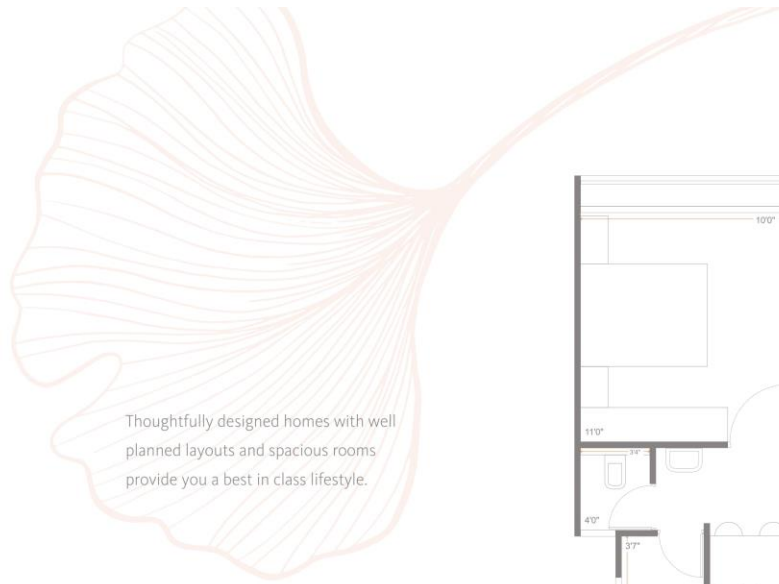 Thoughtfully designed homes with well
planned layouts and spacious rooms
provide you a best in class lifestyle.
10'0"
11'0"
3'4"
4'0"
3'7"